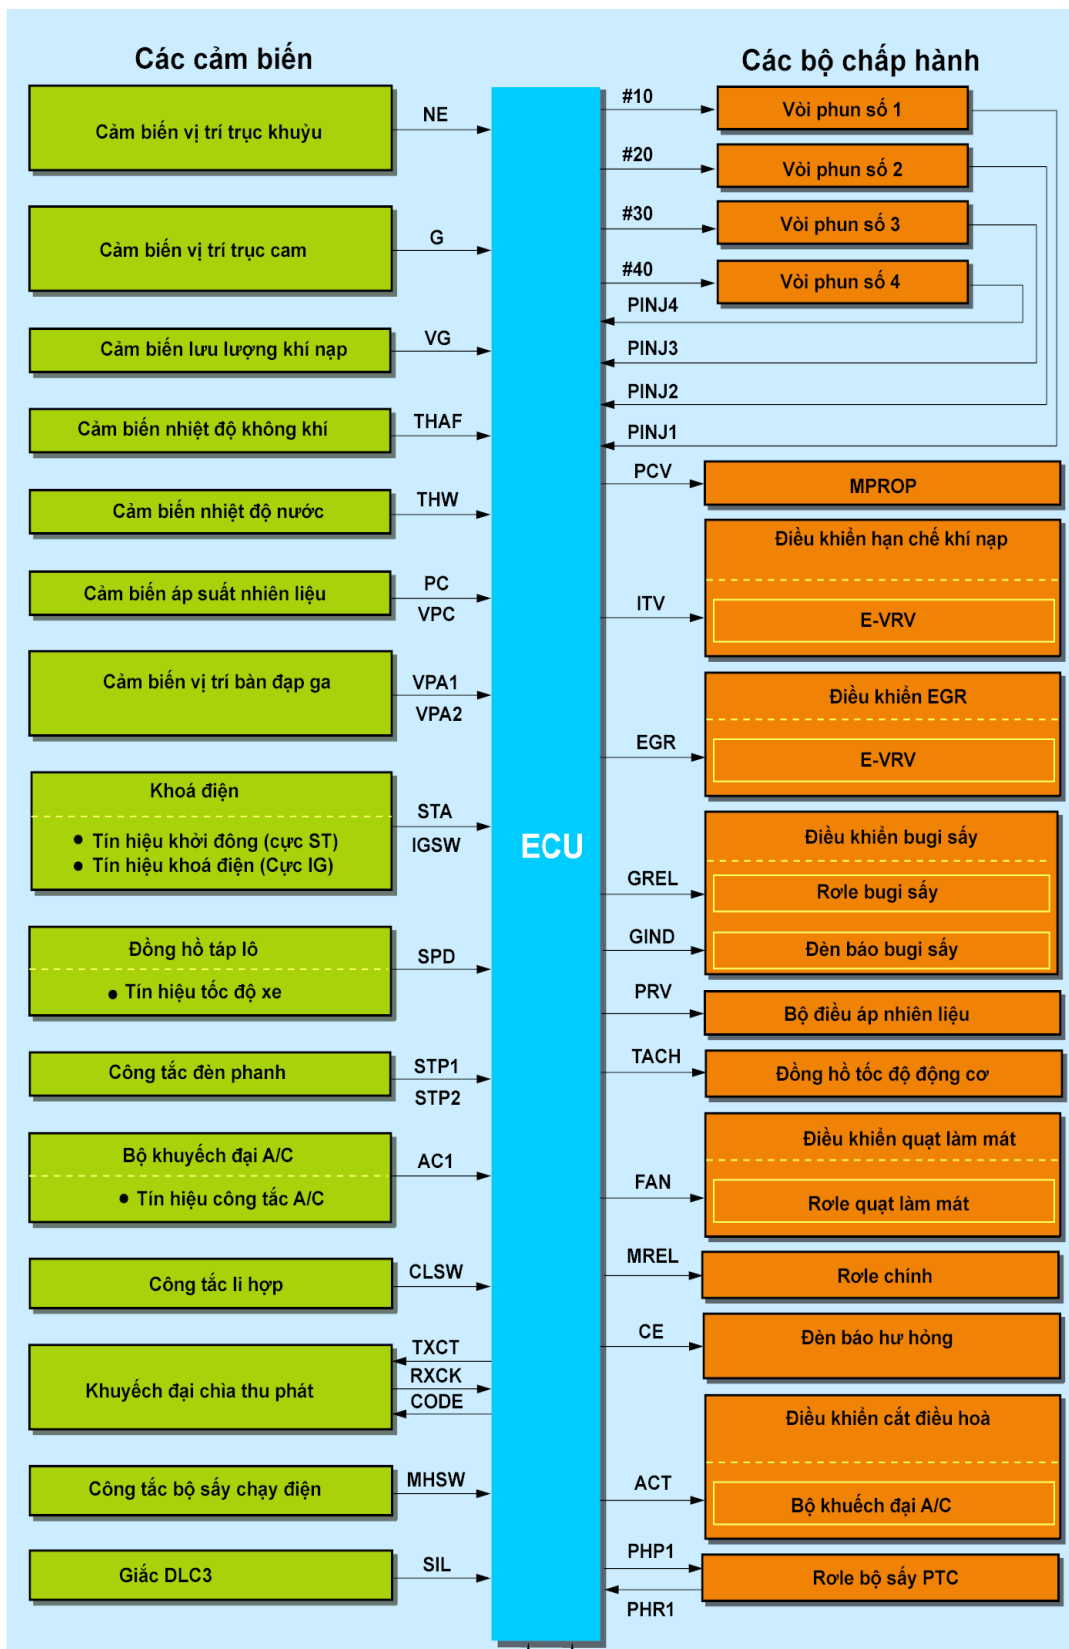 Các cảm biến
Cảm biến vị trí trục khuỷu
NE
Cảm biến vị trí trục cam
G
Cảm biến lưu lượng khí nạp
VG
Cảm biến nhiệt độ không khí
THAF
Cảm biến nhiệt độ nước
THW
Cảm biến áp suất nhiên liệu
PC
VPC
Cảm biến vị trí bàn đạp ga
VPA1
VPA2
Khoá điện
● Tín hiệu khởi đông (cực ST)
● Tín hiệu khoá điện (Cực IG)
STA
IGSW
Đồng hồ táp lô
● Tín hiệu tốc độ xe
SPD
Công tắc đèn phanh
STP1
STP2
Bộ khuyếch đại A/C
● Tín hiệu công tắc A/C
AC1
Công tắc li hợp
CLSW
Khuyếch đại chìa thu phát
TXCT
RXCK
CODE
Công tắc bộ sấy chạy điện
MHSW
Giắc DLC3
SIL
ECU
Các bộ chấp hành
#10
Vòi phun số 1
#20
Vòi phun số 2
#30
Vòi phun số 3
#40
Vòi phun số 4
PINJ4
PINJ3
PINJ2
PINJ1
PCV
MPROP
Điều khiển hạn chế khí nạp
ITV
E-VRV
Điều khiển EGR
EGR
E-VRV
Điều khiển bugi sấy
GREL
Rơle bugi sấy
GIND
Đèn báo bugi sấy
PRV
Bộ điều áp nhiên liệu
TACH
Đồng hồ tốc độ động cơ
Điều khiển quạt làm mát
FAN
Rơle quạt làm mát
MREL
Rơle chính
CE
Đèn báo hư hỏng
Điều khiển cắt điều hoà
ACT
Bộ khuếch đại A/C
PHP1
Rơle bộ sấy PTC
PHR1